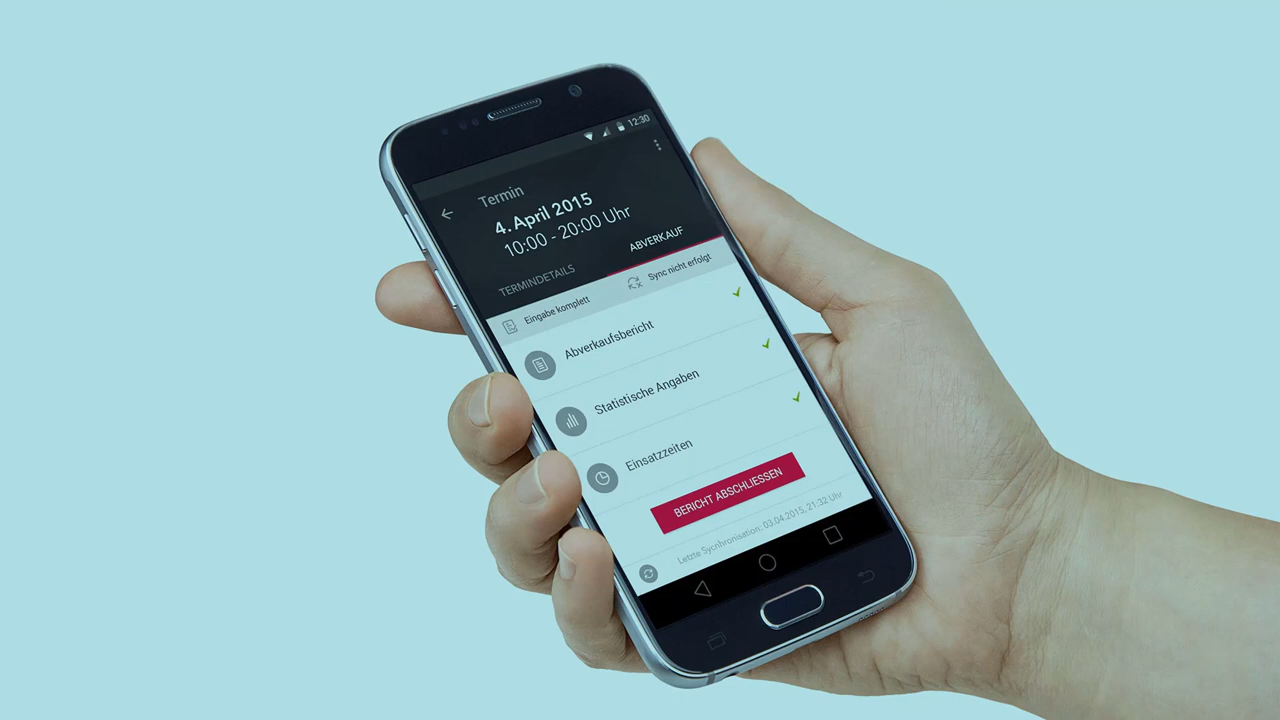 12:30
Termin
4. April 2015
10:00 - 20:00 Uhr
TERMINDETAILS
ABVERKAUF
Eingabe komplett
Sync nicht erfolgt
Abverkaufsbericht
Statistische Angaben
Einsatzzeiten
BERICHT ABSCHLIESSEN
Letzte Sycnhronisation: 03.04.2015, 21:32 Uhr